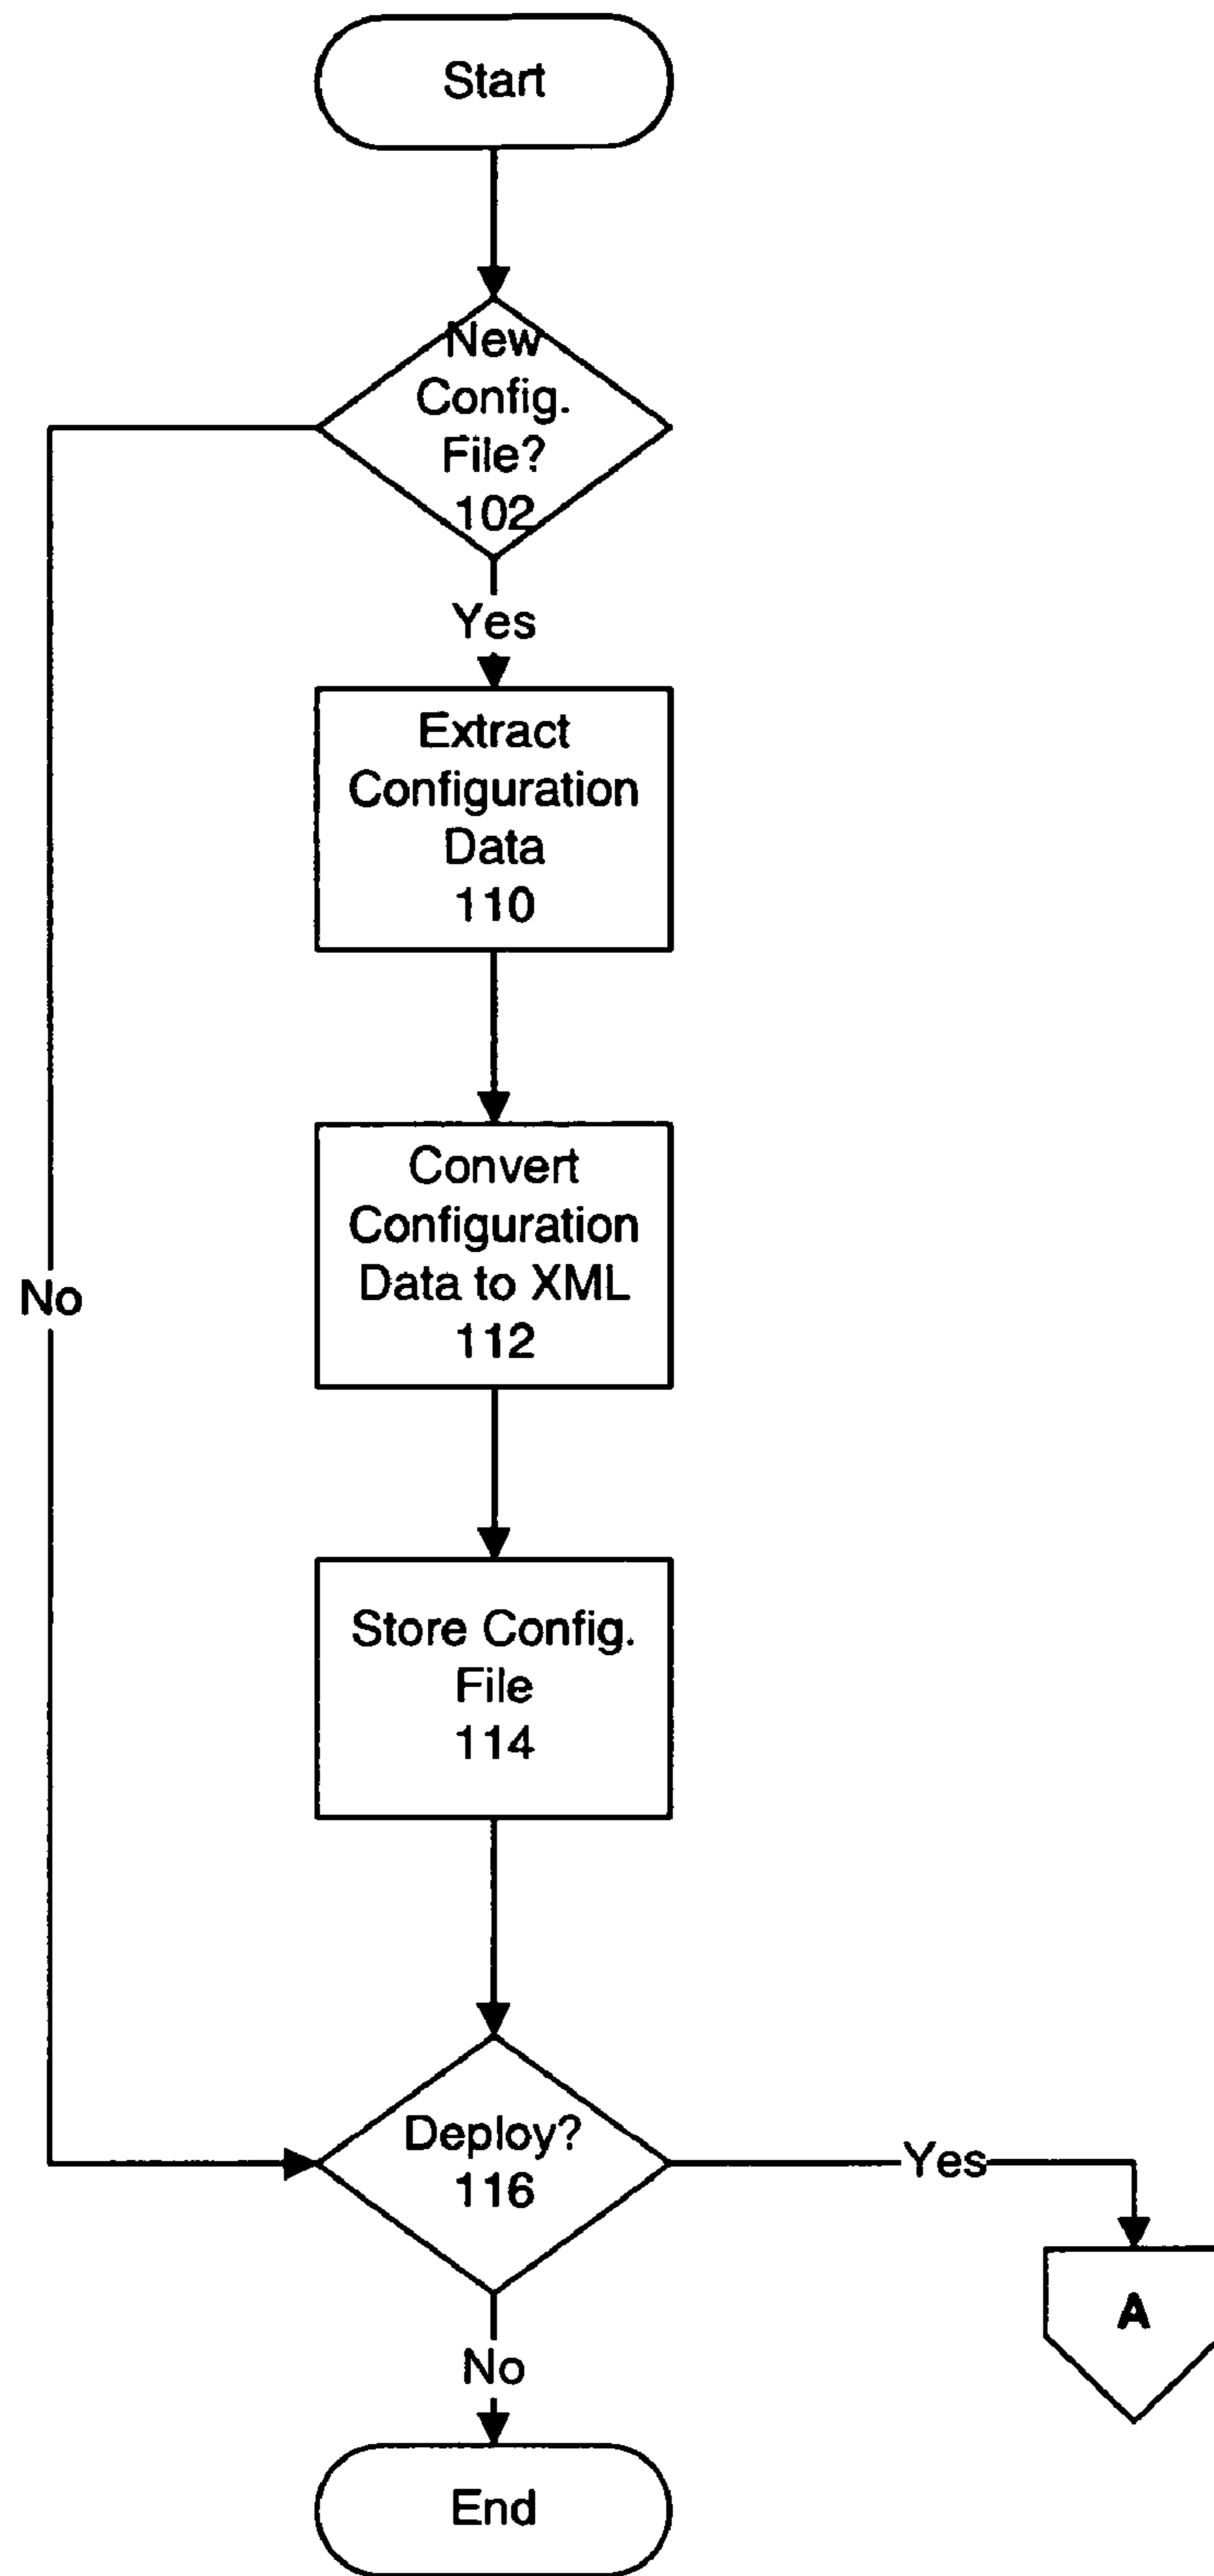 Start
New
Config.
File?
102
Yes
Extract
Configuration
Data
110
Convert
Configuration
Data to XML
112
No
Store Config.
File
114
Deploy?
116
Yes
A
No
End